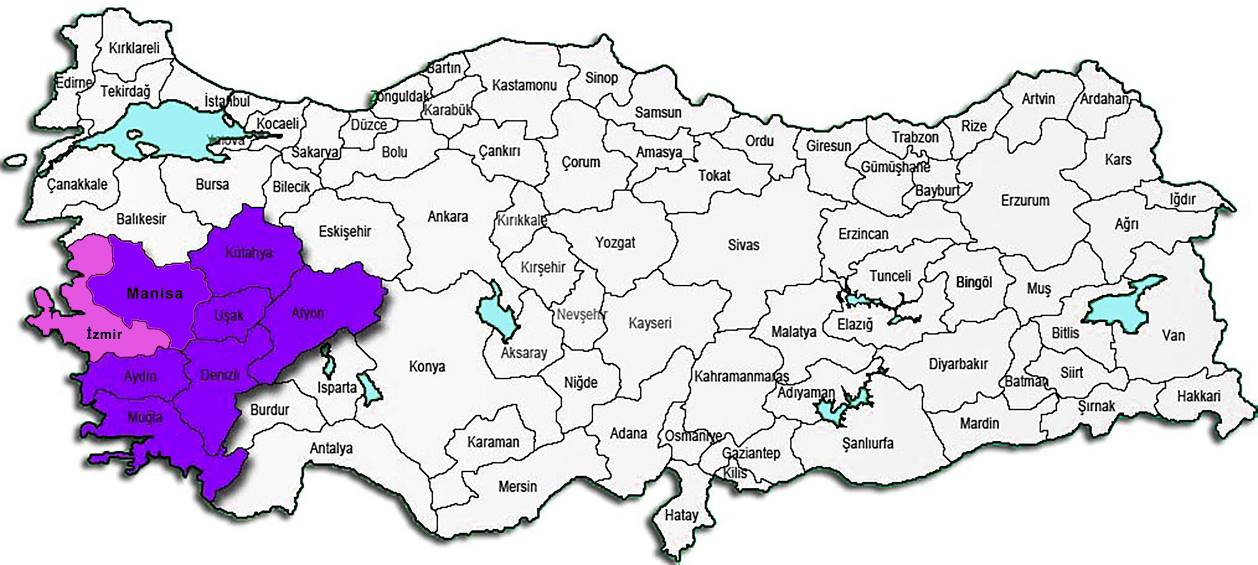 Kırklareli
Edirne
Tekirdağ
İstanbul
Kocaeli
Yalova
Sakarya
Düzce
Zonguldak
Bartın
Karabük
Kastamonu
Sinop
Samsun
Bolu
Çankırı
Çorum
Amasya
Tokat
Ordu
Giresun
Trabzon
Rize
Artvin
Ardahan
Gümüşhane
Bayburt
Kars
Iğdır
Erzurum
Ağrı
Çanakkale
Bursa
Bilecik
Balıkesir
Eskişehir
Ankara
Kırıkkale
Yozgat
Sivas
Erzincan
Kütahya
Kırşehir
Tunceli
Bingöl
Muş
Manisa
Uşak
Afyon
Nevşehir
Kayseri
Malatya
Elazığ
Bitlis
Van
İzmir
Aksaray
Konya
Diyarbakır
Aydın
Denizli
Isparta
Niğde
Kahramanmaraş
Adıyaman
Batman
Siirt
Şırnak
Hakkari
Muğla
Burdur
Antalya
Karaman
Adana
Osmaniye
Gaziantep
Kilis
Şanlıurfa
Mardin
Mersin
Hatay